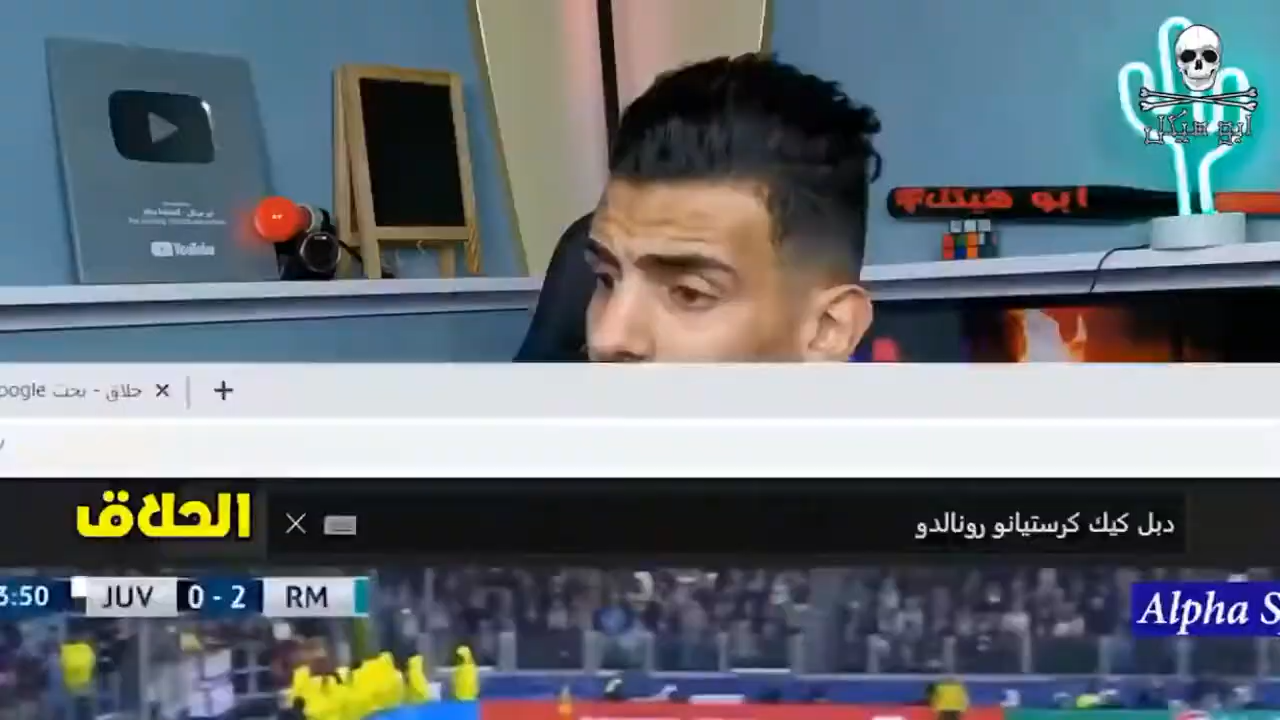 ابو هيكل
ابو هيكل
YouTube
حلاق - بحث Google
الحلاق
دبل كيك كرستيانو رونالدو
3:50 JUV 0 - 2 RM
Alpha S